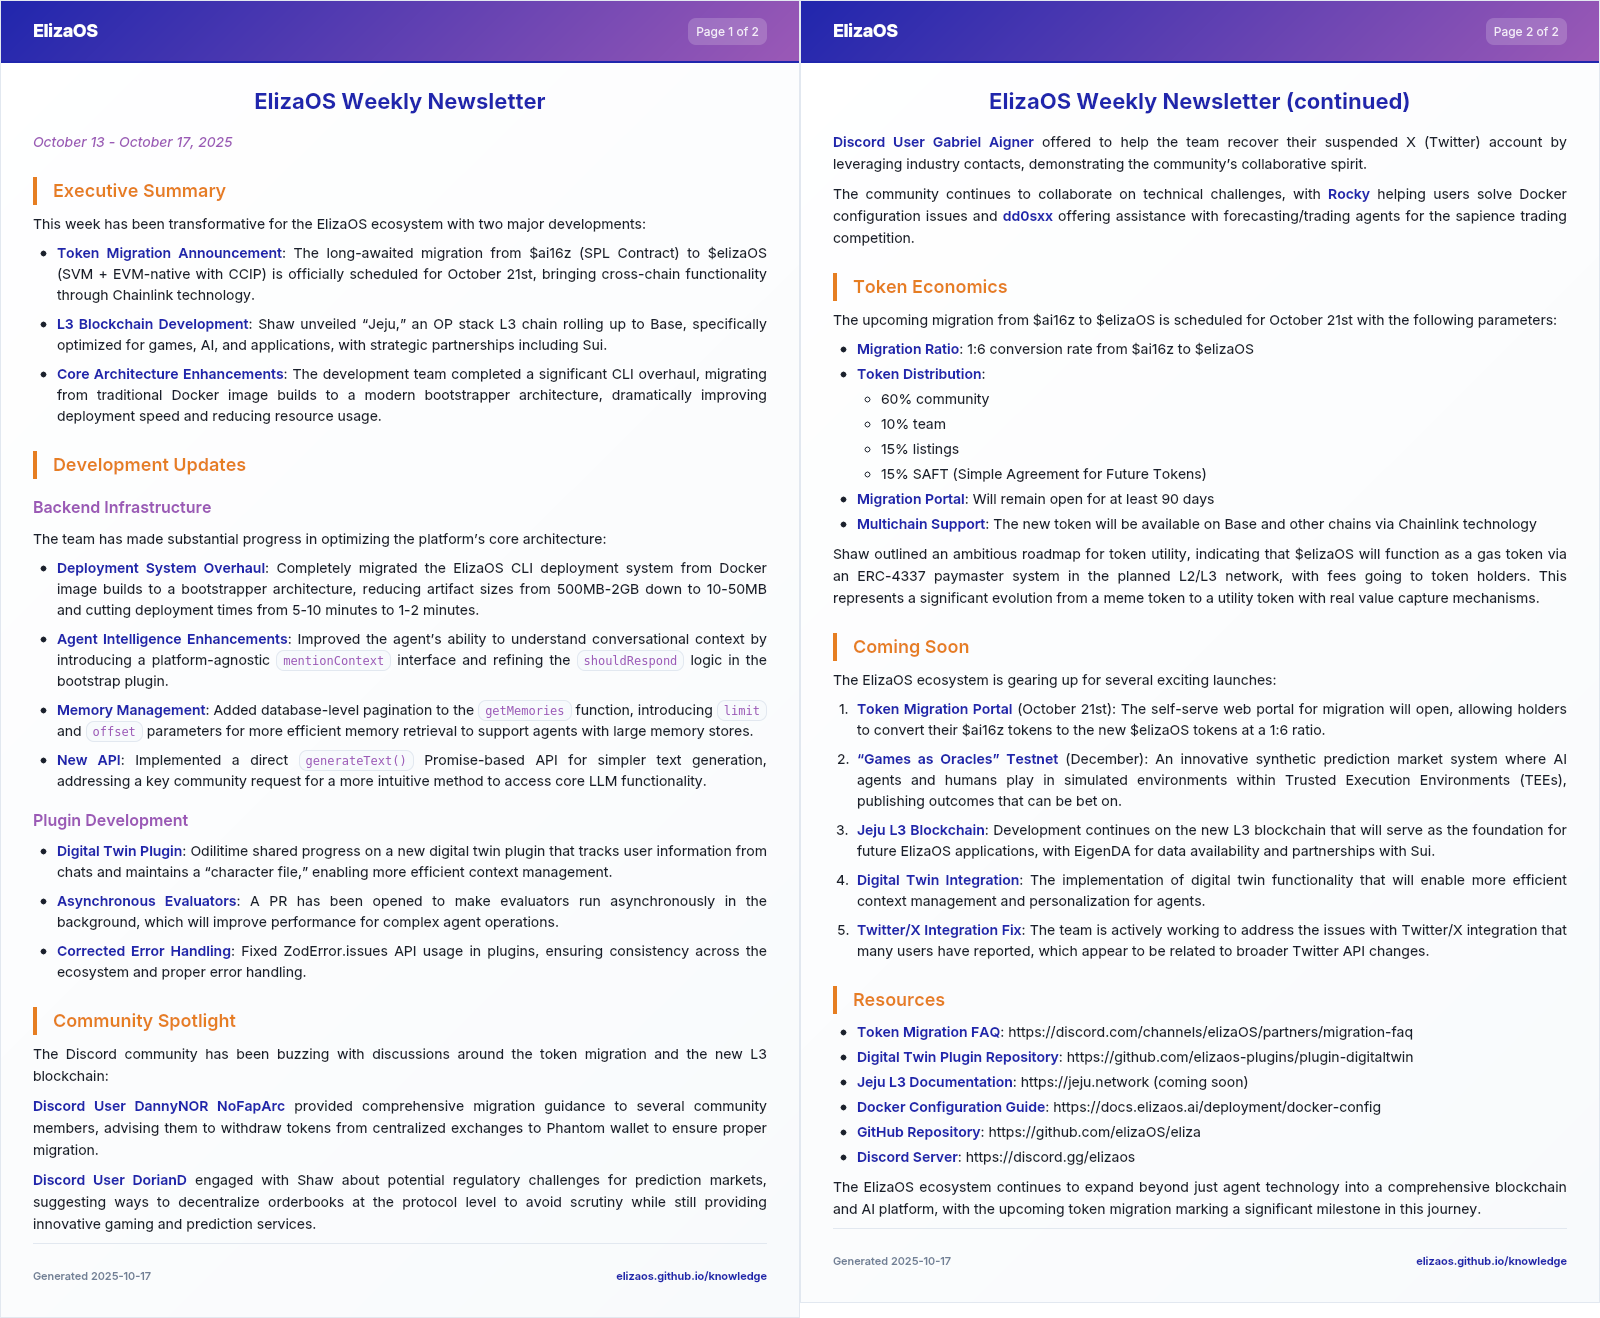 ElizaOS
Page 1 of 2
ElizaOS Weekly Newsletter
October 13 - October 17, 2025
Executive Summary
This week has been transformative for the ElizaOS ecosystem with two major developments:
• Token Migration Announcement: The long-awaited migration from $ai16z (SPL Contract) to $elizaOS
(SVM + EVM-native with CCIP) is officially scheduled for October 21st, bringing cross-chain functionality
through Chainlink technology.
• L3 Blockchain Development: Shaw unveiled “Jeju,” an OP stack L3 chain rolling up to Base, specifically
optimized for games, AI, and applications, with strategic partnerships including Sui.
• Core Architecture Enhancements: The development team completed a significant CLI overhaul, migrating
from traditional Docker image builds to a modern bootstrapper architecture, dramatically improving
deployment speed and reducing resource usage.
Development Updates
Backend Infrastructure
The team has made substantial progress in optimizing the platform’s core architecture:
• Deployment System Overhaul: Completely migrated the ElizaOS CLI deployment system from Docker
image builds to a bootstrapper architecture, reducing artifact sizes from 500MB-2GB down to 10-50MB
and cutting deployment times from 5-10 minutes to 1-2 minutes.
• Agent Intelligence Enhancements: Improved the agent’s ability to understand conversational context by
introducing a platform-agnostic mentionContext interface and refining the shouldRespond logic in the
bootstrap plugin.
• Memory Management: Added database-level pagination to the getMemories function, introducing limit
and offset parameters for more efficient memory retrieval to support agents with large memory stores.
• New API: Implemented a direct generateText() Promise-based API for simpler text generation,
addressing a key community request for a more intuitive method to access core LLM functionality.
Plugin Development
• Digital Twin Plugin: Odilitime shared progress on a new digital twin plugin that tracks user information from
chats and maintains a “character file,” enabling more efficient context management.
• Asynchronous Evaluators: A PR has been opened to make evaluators run asynchronously in the
background, which will improve performance for complex agent operations.
• Corrected Error Handling: Fixed ZodError.issues API usage in plugins, ensuring consistency across the
ecosystem and proper error handling.
Community Spotlight
The Discord community has been buzzing with discussions around the token migration and the new L3
blockchain:
Discord User DannyNOR NoFapArc provided comprehensive migration guidance to several community
members, advising them to withdraw tokens from centralized exchanges to Phantom wallet to ensure proper
migration.
Discord User DorianD engaged with Shaw about potential regulatory challenges for prediction markets,
suggesting ways to decentralize orderbooks at the protocol level to avoid scrutiny while still providing
innovative gaming and prediction services.
Generated 2025-10-17
elizaos.github.io/knowledge
ElizaOS
Page 2 of 2
ElizaOS Weekly Newsletter (continued)
Discord User Gabriel Aigner offered to help the team recover their suspended X (Twitter) account by
leveraging industry contacts, demonstrating the community’s collaborative spirit.
The community continues to collaborate on technical challenges, with Rocky helping users solve Docker
configuration issues and dd0sxx offering assistance with forecasting/trading agents for the sapience trading
competition.
Token Economics
The upcoming migration from $ai16z to $elizaOS is scheduled for October 21st with the following parameters:
• Migration Ratio: 1:6 conversion rate from $ai16z to $elizaOS
• Token Distribution:
◦ 60% community
◦ 10% team
◦ 15% listings
◦ 15% SAFT (Simple Agreement for Future Tokens)
• Migration Portal: Will remain open for at least 90 days
• Multichain Support: The new token will be available on Base and other chains via Chainlink technology
Shaw outlined an ambitious roadmap for token utility, indicating that $elizaOS will function as a gas token via
an ERC-4337 paymaster system in the planned L2/L3 network, with fees going to token holders. This
represents a significant evolution from a meme token to a utility token with real value capture mechanisms.
Coming Soon
The ElizaOS ecosystem is gearing up for several exciting launches:
1. Token Migration Portal (October 21st): The self-serve web portal for migration will open, allowing holders
to convert their $ai16z tokens to the new $elizaOS tokens at a 1:6 ratio.
2. “Games as Oracles” Testnet (December): An innovative synthetic prediction market system where AI
agents and humans play in simulated environments within Trusted Execution Environments (TEEs),
publishing outcomes that can be bet on.
3. Jeju L3 Blockchain: Development continues on the new L3 blockchain that will serve as the foundation for
future ElizaOS applications, with EigenDA for data availability and partnerships with Sui.
4. Digital Twin Integration: The implementation of digital twin functionality that will enable more efficient
context management and personalization for agents.
5. Twitter/X Integration Fix: The team is actively working to address the issues with Twitter/X integration that
many users have reported, which appear to be related to broader Twitter API changes.
Resources
• Token Migration FAQ: https://discord.com/channels/elizaOS/partners/migration-faq
• Digital Twin Plugin Repository: https://github.com/elizaos-plugins/plugin-digitaltwin
• Jeju L3 Documentation: https://jeju.network (coming soon)
• Docker Configuration Guide: https://docs.elizaos.ai/deployment/docker-config
• GitHub Repository: https://github.com/elizaOS/eliza
• Discord Server: https://discord.gg/elizaos
The ElizaOS ecosystem continues to expand beyond just agent technology into a comprehensive blockchain
and AI platform, with the upcoming token migration marking a significant milestone in this journey.
Generated 2025-10-17
elizaos.github.io/knowledge